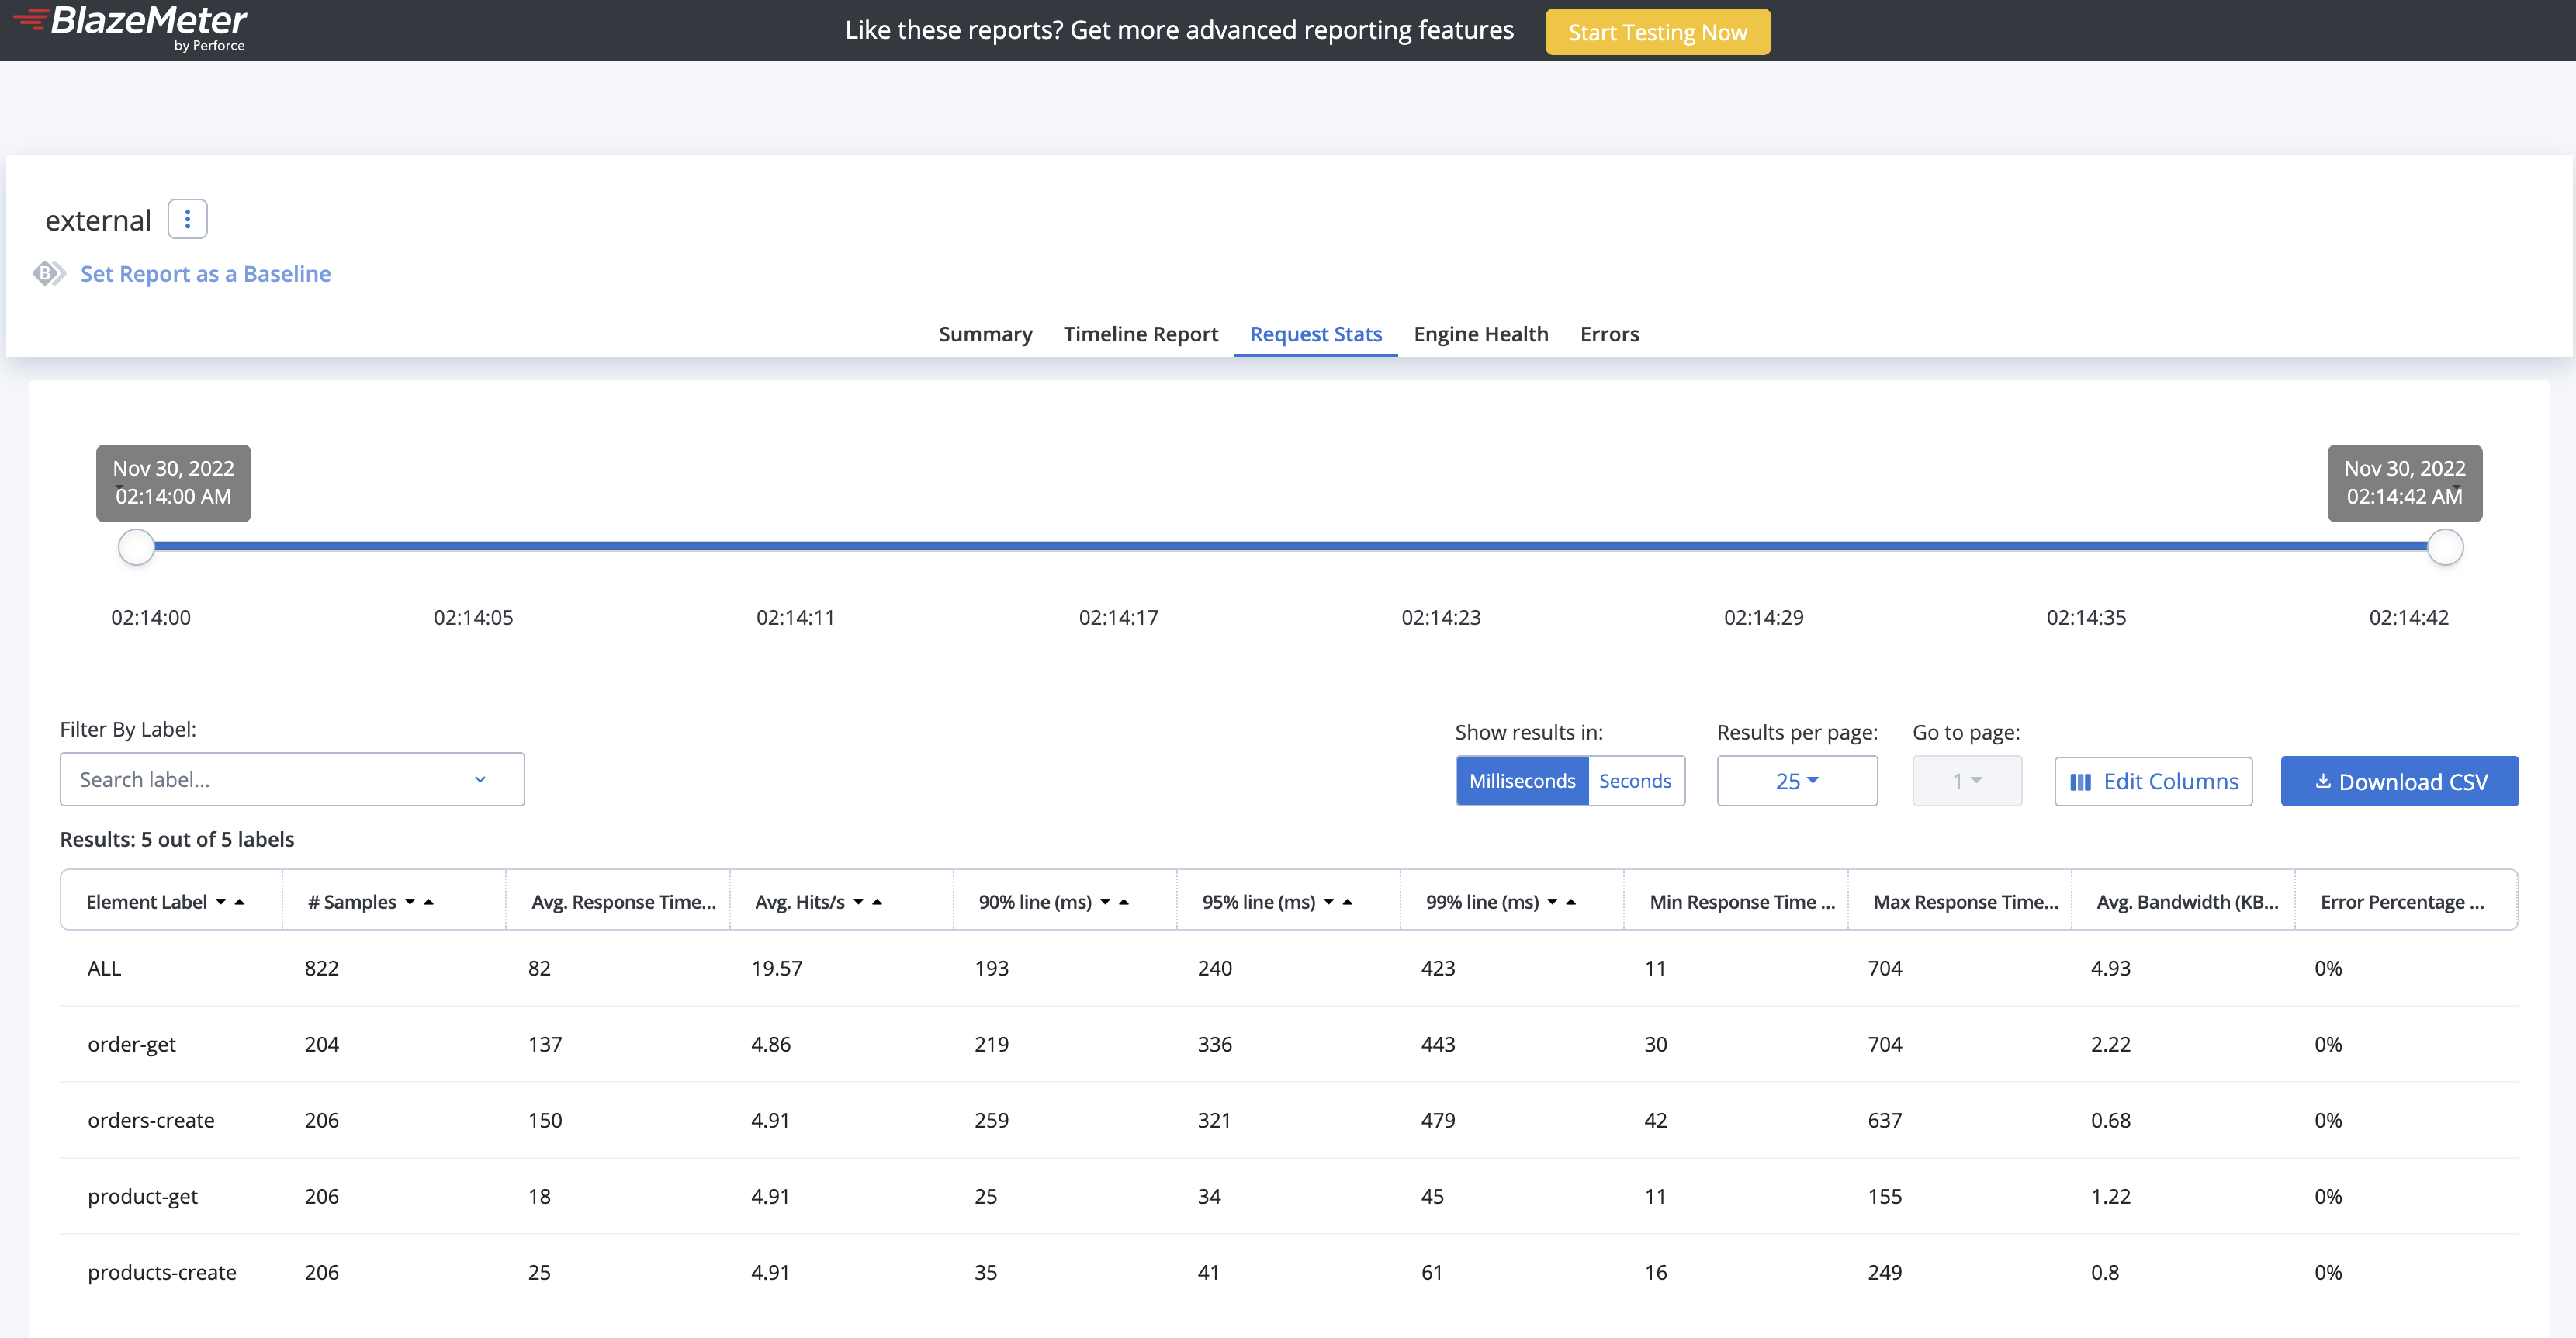 BlazeMeter
by Perforce
Like these reports? Get more advanced reporting features
Start Testing Now
external
B
Set Report as a Baseline
Summary Timeline Report Request Stats Engine Health Errors
Nov 30, 2022
02:14:00 AM
Nov 30, 2022
02:14:42 AM
02:14:00 02:14:05 02:14:11 02:14:17 02:14:23 02:14:29 02:14:35 02:14:42
Filter By Label:
Search label...
Show results in:
Milliseconds Seconds
Results per page:
25
Go to page:
1
Edit Columns
Download CSV
Results: 5 out of 5 labels
Element Label # Samples Avg. Response Time... Avg. Hits/s 90% line (ms) 95% line (ms) 99% line (ms) Min Response Time ... Max Response Time... Avg. Bandwidth (KB... Error Percentage ...
ALL 822 82 19.57 193 240 423 11 704 4.93 0%
order-get 204 137 4.86 219 336 443 30 704 2.22 0%
orders-create 206 150 4.91 259 321 479 42 637 0.68 0%
product-get 206 18 4.91 25 34 45 11 155 1.22 0%
products-create 206 25 4.91 35 41 61 16 249 0.8 0%